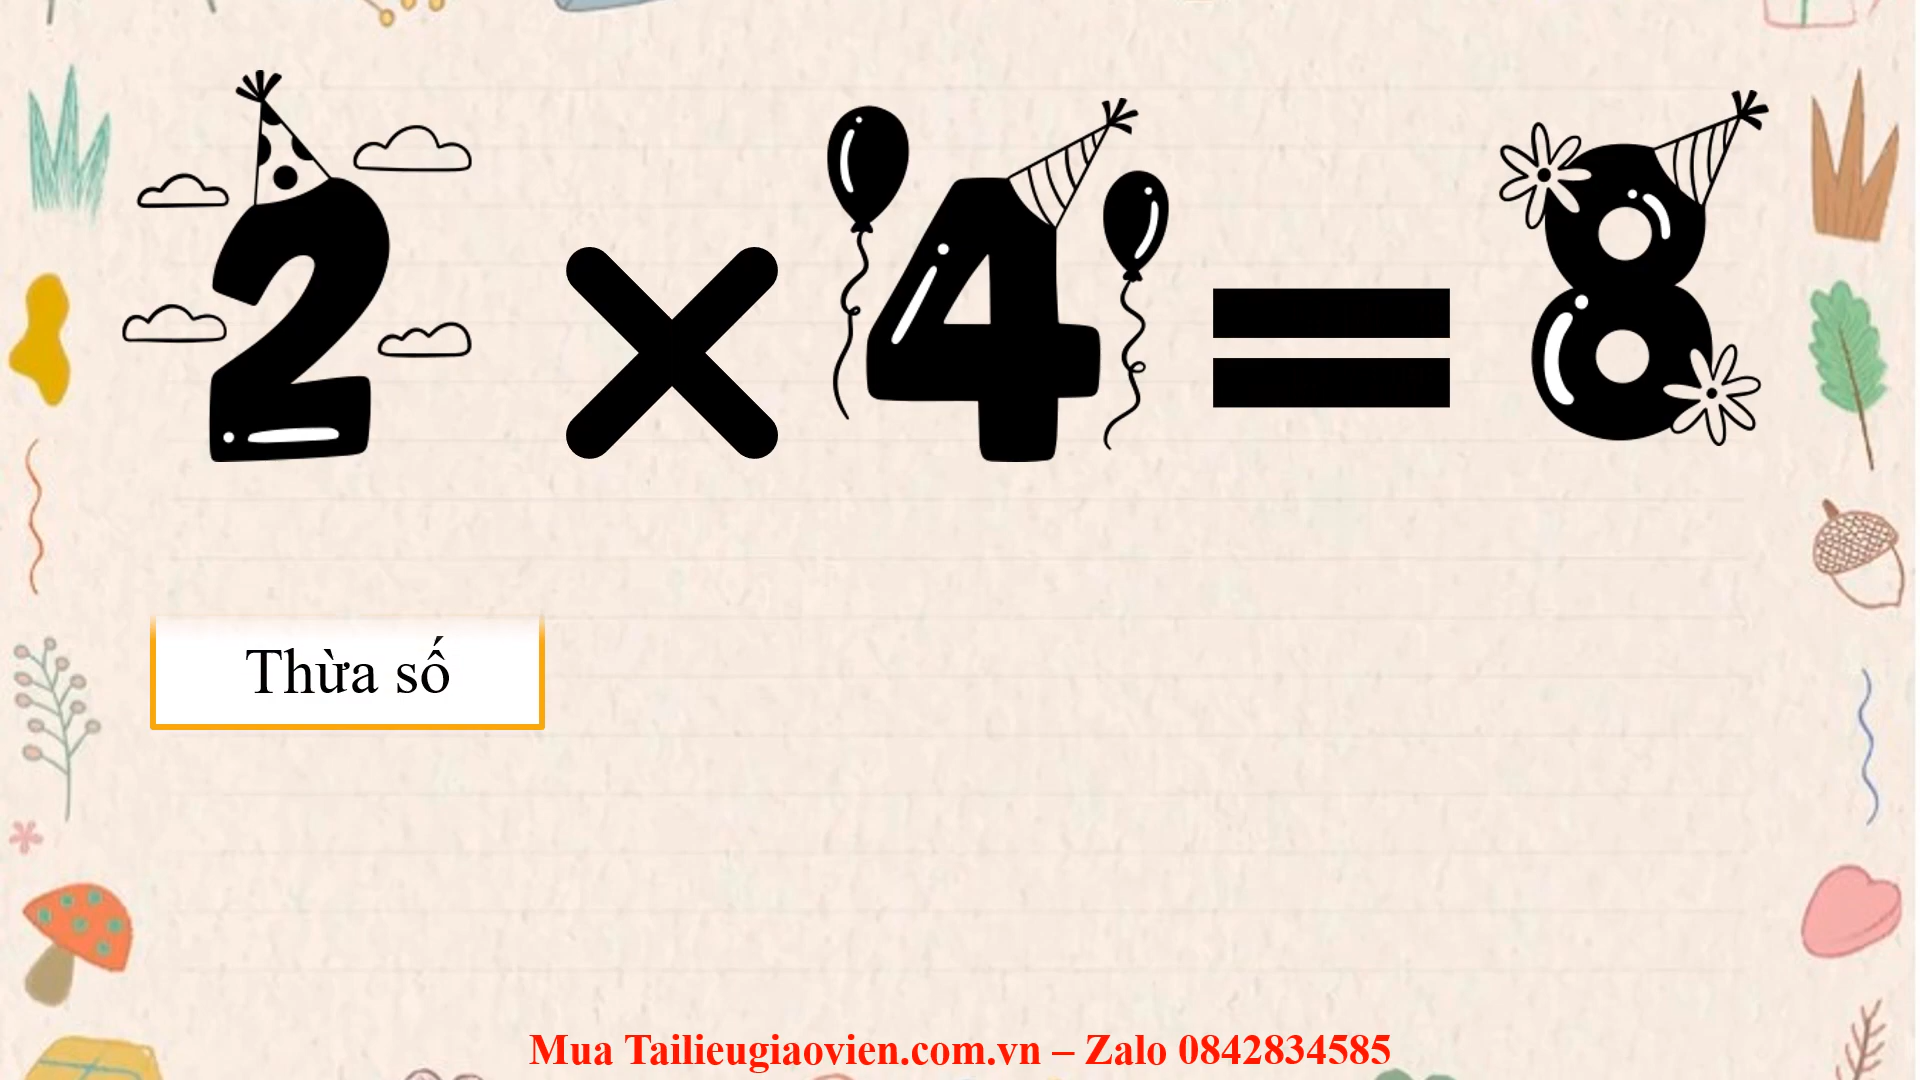 2 × 4 = 8
Thừa số
Mua Tailieugiaovien.com.vn – Zalo 0842834585